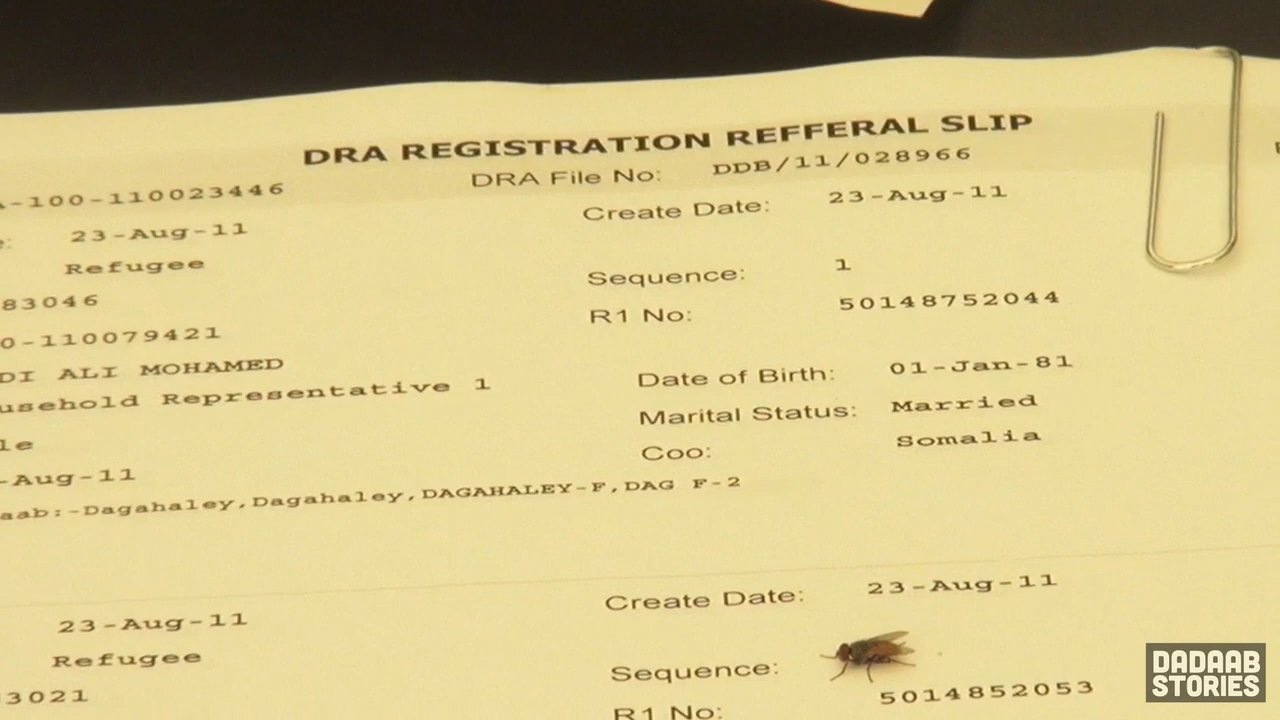 DRA REGISTRATION REFFERAL SLIP
-100-110023446 DRA File No: DDB/11/028966
23-Aug-11 Create Date: 23-Aug-11
Refugee
83046 Sequence: 1
0-110079421 R1 No: 50148752044
DI ALI MOHAMED
usehold Representative 1 Date of Birth: 01-Jan-81
le Marital Status: Married
-Aug-11 Coo: Somalia
aab:-Dagahaley,Dagahaley,DAGAHALEY-F,DAG F-2
23-Aug-11 Create Date: 23-Aug-11
Refugee
3021 Sequence:
R1 No: 5014852053
DADAAB
STORIES